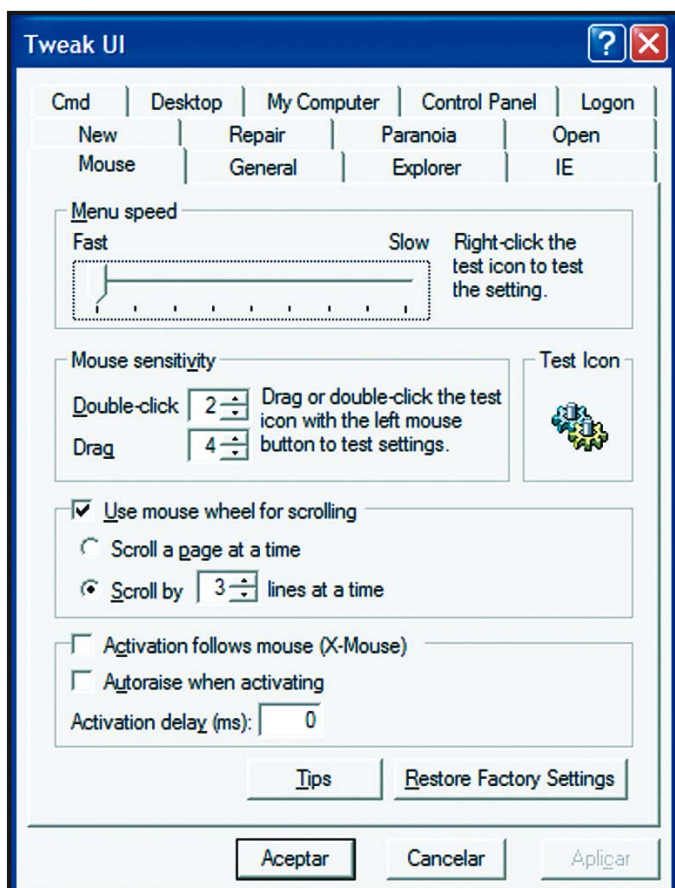 Tweak UI
Cmd Desktop My Computer Control Panel Logon
New Repair Paranoia Open
Mouse General Explorer IE
Menu speed
Fast Slow
Right-click the
test icon to test
the setting.
Mouse sensitivity
Double-click 2
Drag 4
Drag or double-click the test
icon with the left mouse
button to test settings.
Test Icon
Use mouse wheel for scrolling
Scroll a page at a time
Scroll by 3 lines at a time
Activation follows mouse (X-Mouse)
Autoraise when activating
Activation delay (ms): 0
Tips Restore Factory Settings
Aceptar Cancelar Aplicar